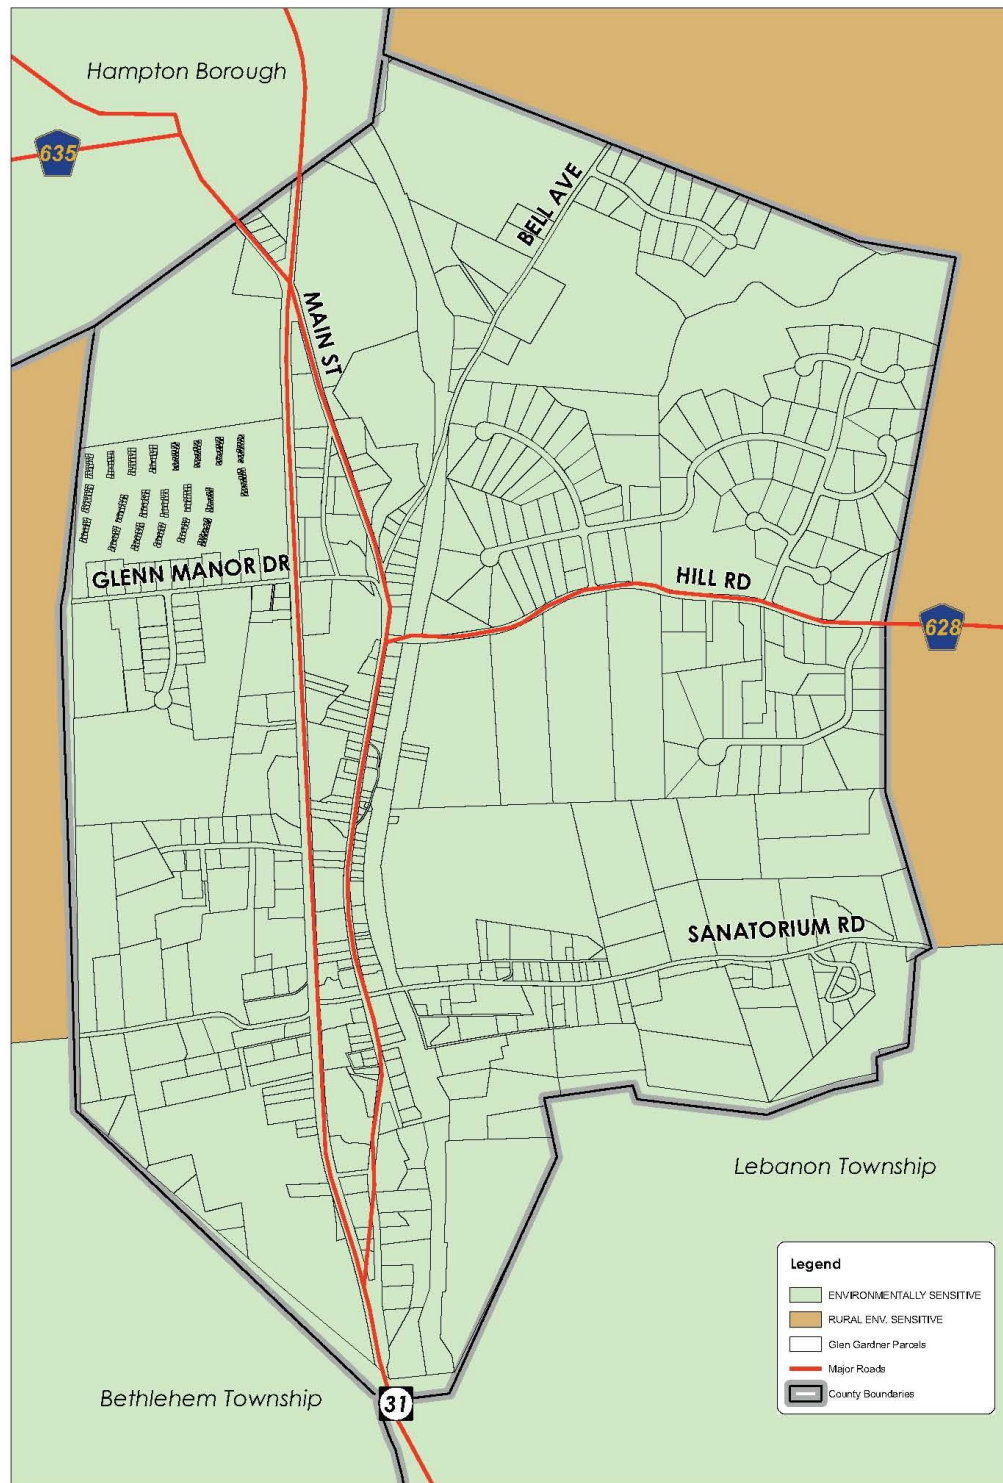 Hampton Borough
635
BELL AVE
MAIN ST
GLENN MANOR DR
HILL RD
628
SANATORIUM RD
Lebanon Township
Legend
ENVIRONMENTALLY SENSITIVE
RURAL ENV. SENSITIVE
Glen Gardner Parcels
Major Roads
County Boundaries
Bethlehem Township
31